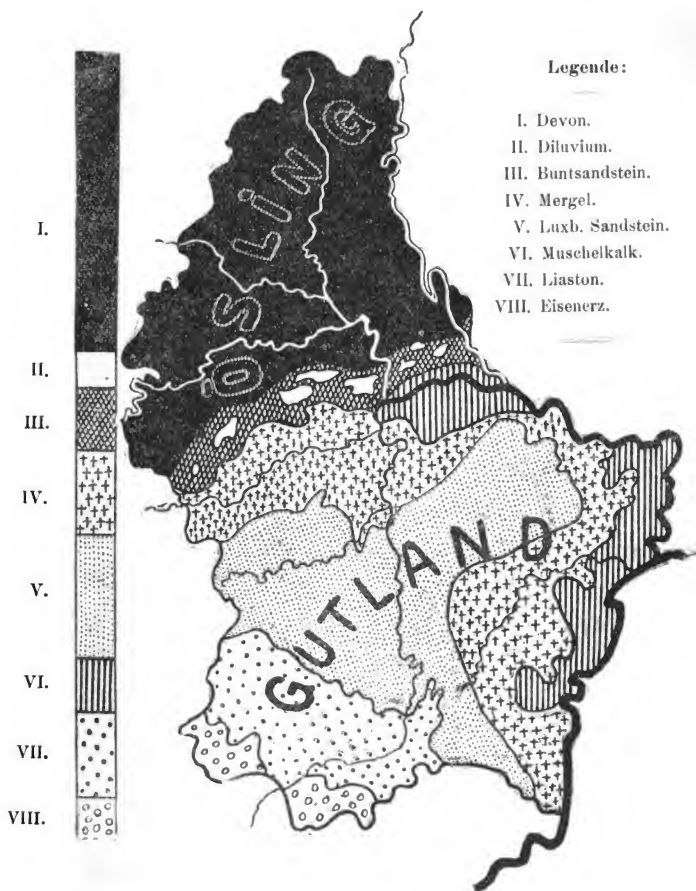 Legende:
I. Devon.
II. Diluvium.
III. Buntsandstein.
IV. Mergel.
V. Luxb. Sandstein.
VI. Muschelkalk.
VII. Liaston.
VIII. Eisenerz.
I.
II.
III.
IV.
V.
VI.
VII.
VIII.
ÖSLiNG
GUTLAND